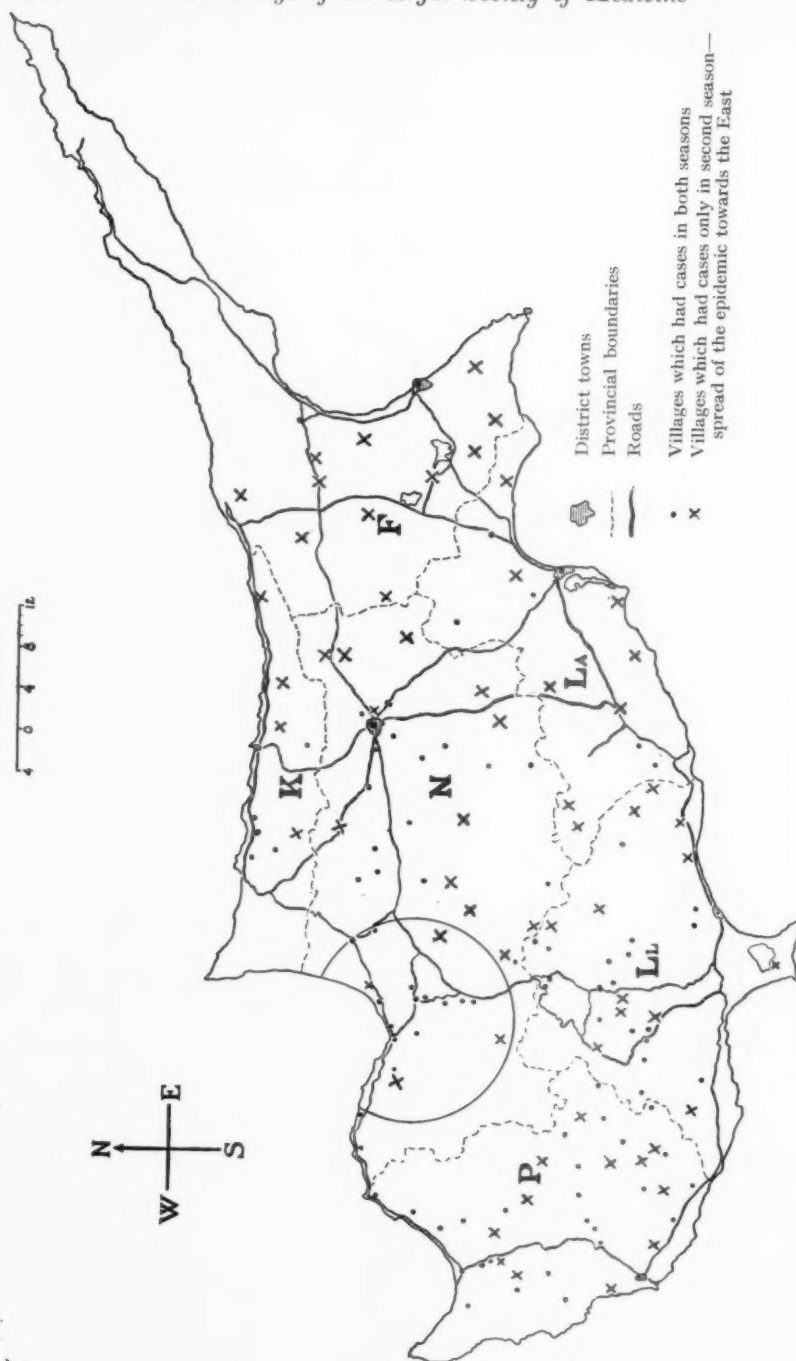 Proceedings of the Royal Society of Medicine
4 0 4 8 12
N
W E
S
K
N
F
LA
LL
P
District towns
Provincial boundaries
Roads
Villages which had cases in both seasons
Villages which had cases only in second season—
spread of the epidemic towards the East